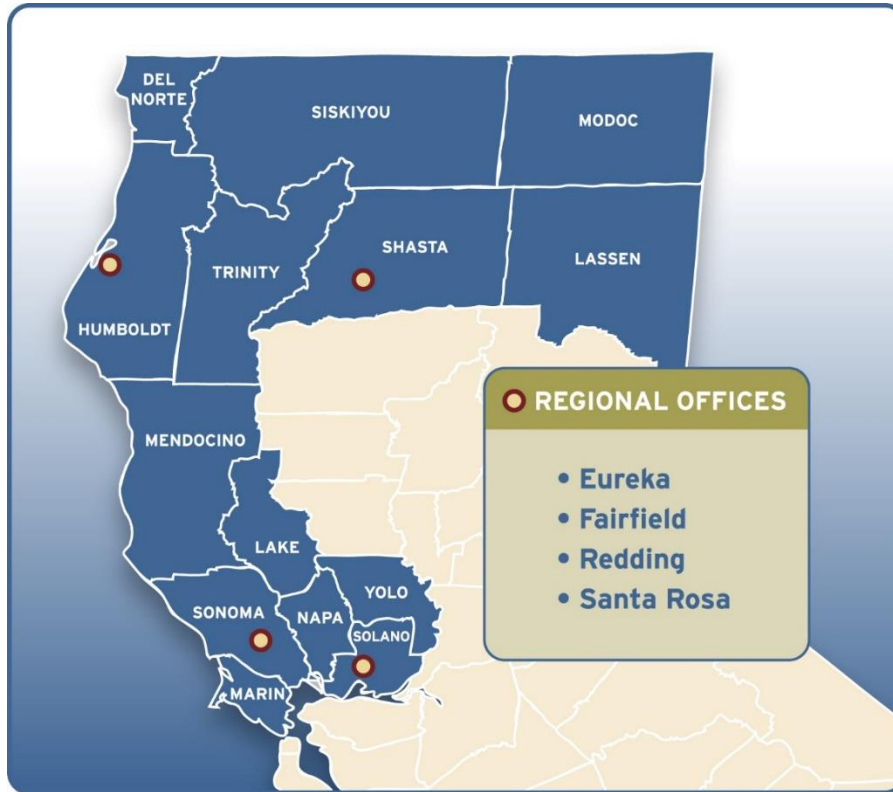 DEL
NORTE
SISKIYOU
MODOC
SHASTA
LASSEN
TRINITY
HUMBOLDT
MENDOCINO
LAKE
YOLO
SONOMA
NAPA
SOLANO
MARIN
REGIONAL OFFICES
• Eureka
• Fairfield
• Redding
• Santa Rosa